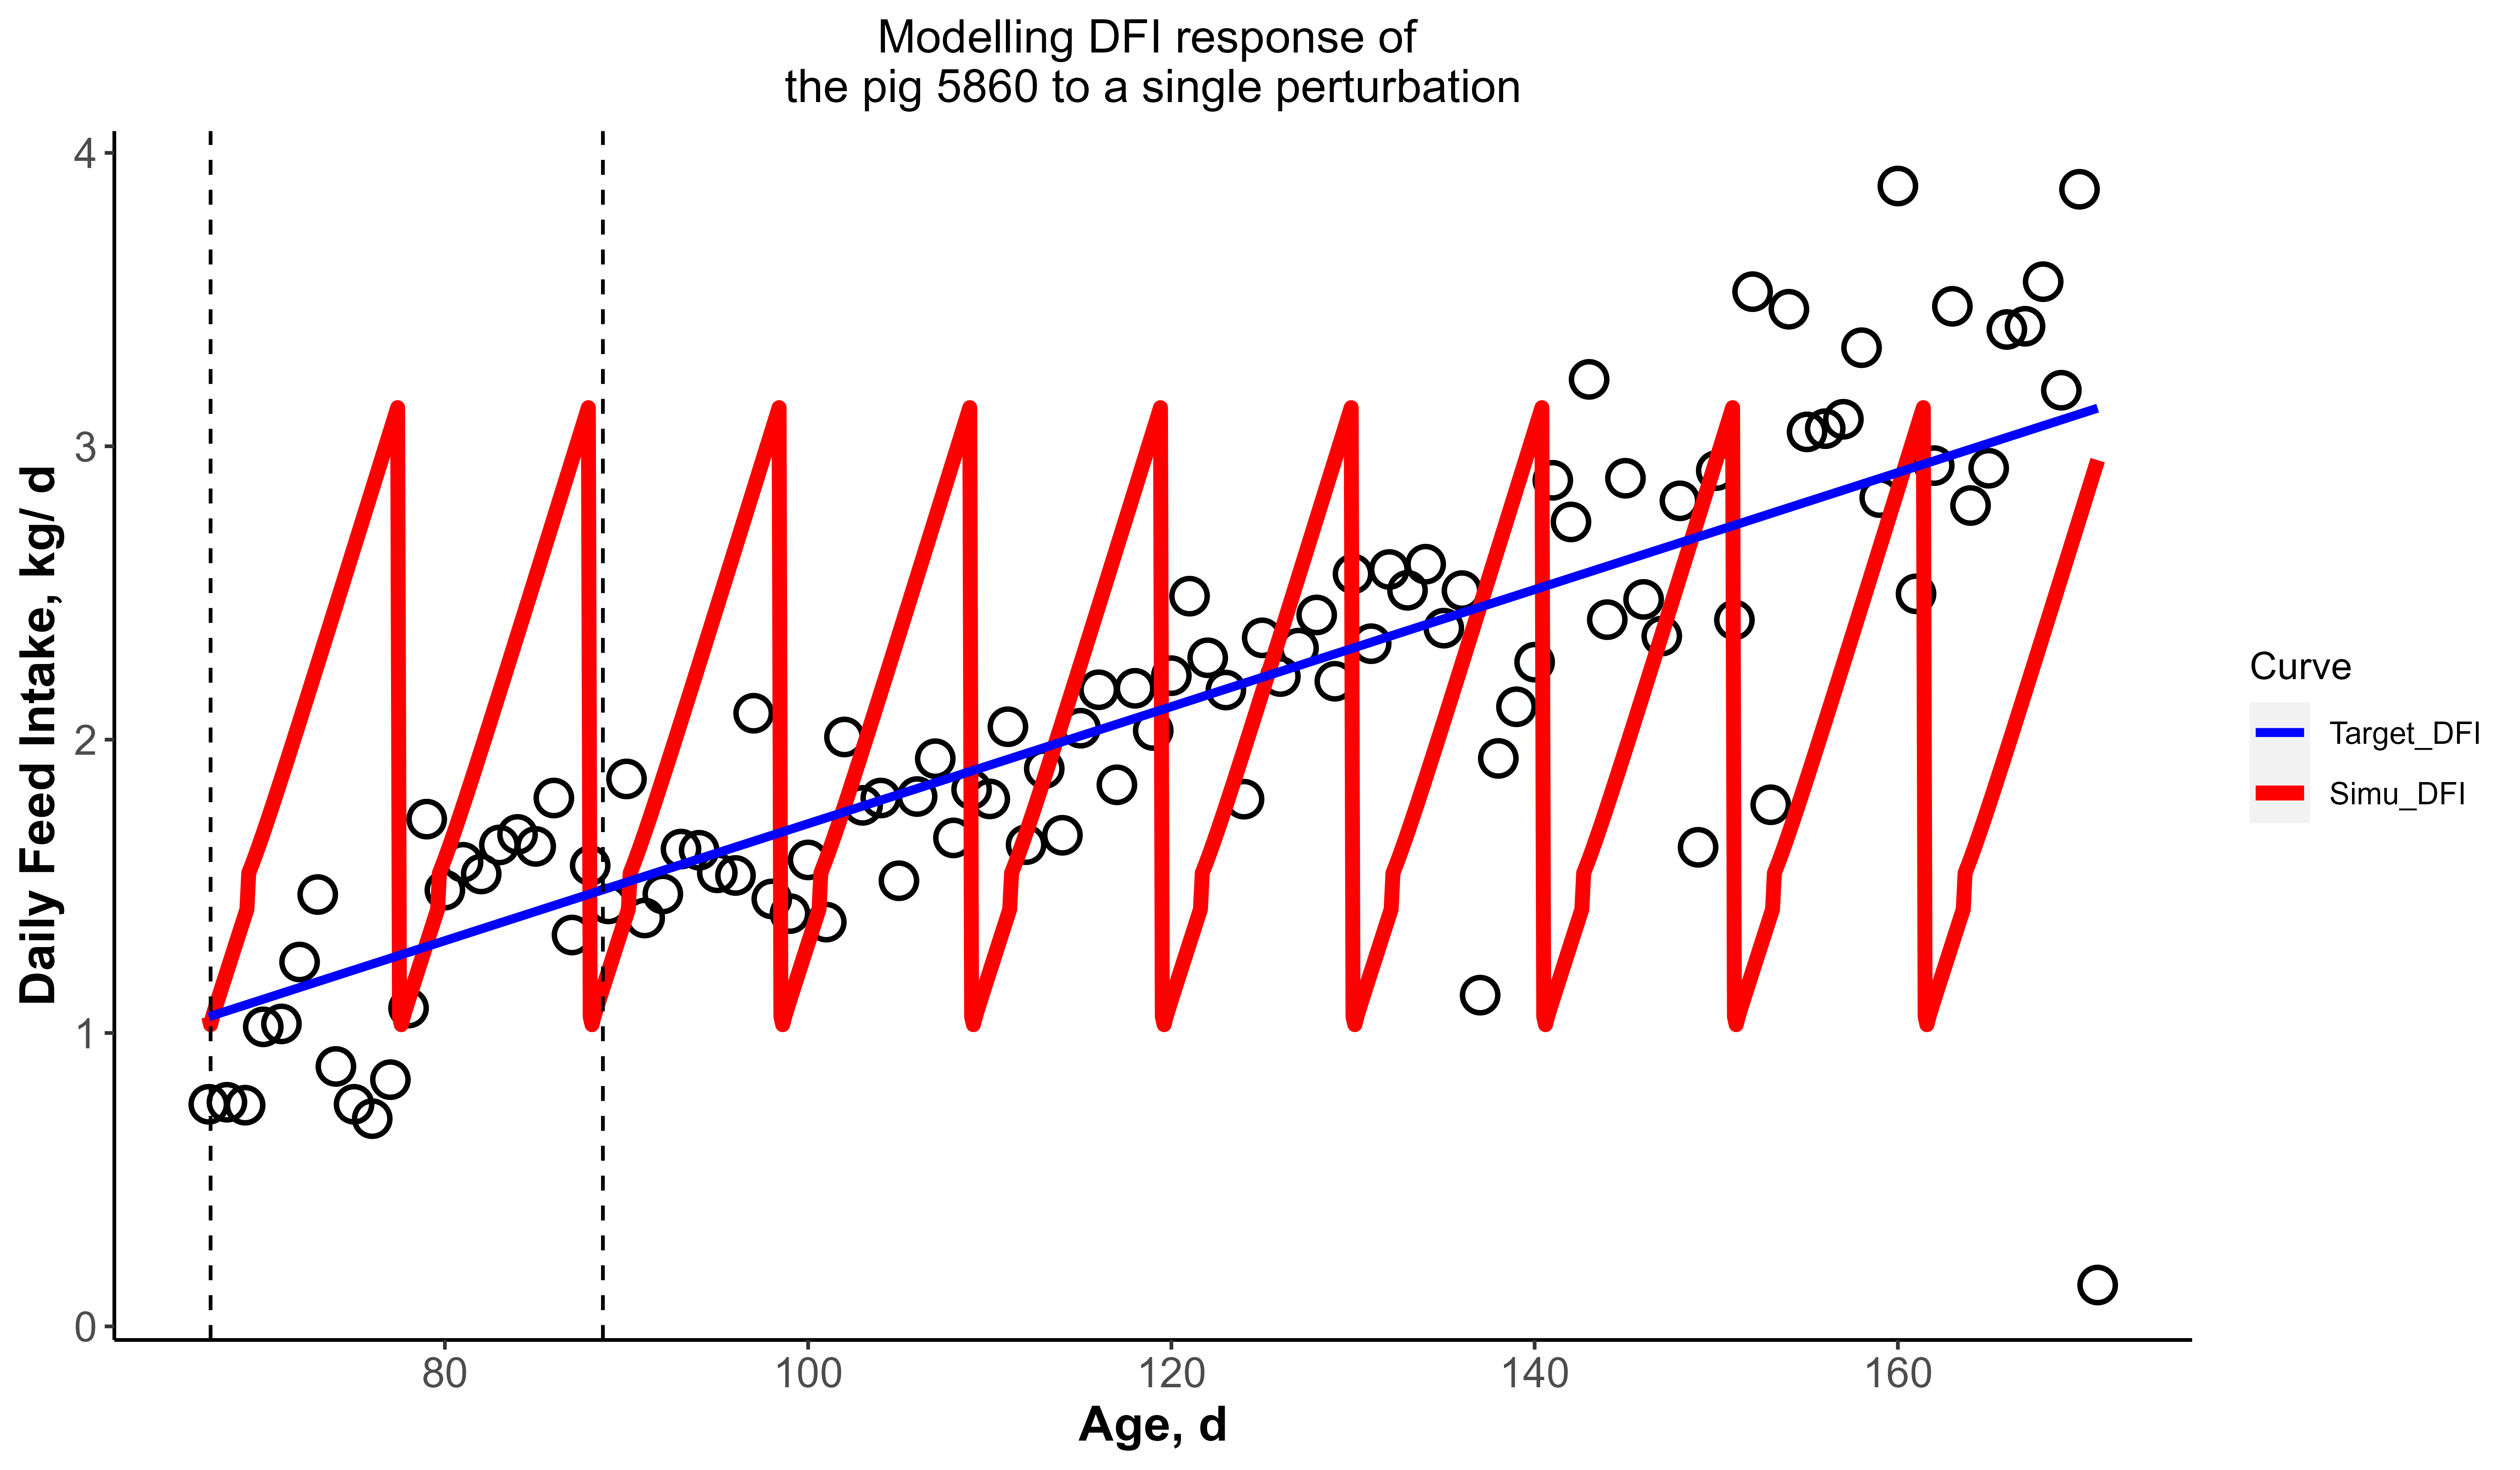 Modelling DFI response of
the pig 5860 to a single perturbation
Daily Feed Intake, kg/ d
4
3
2
1
0
80
100
120
140
160
Age, d
Curve
Target_DFI
Simu_DFI